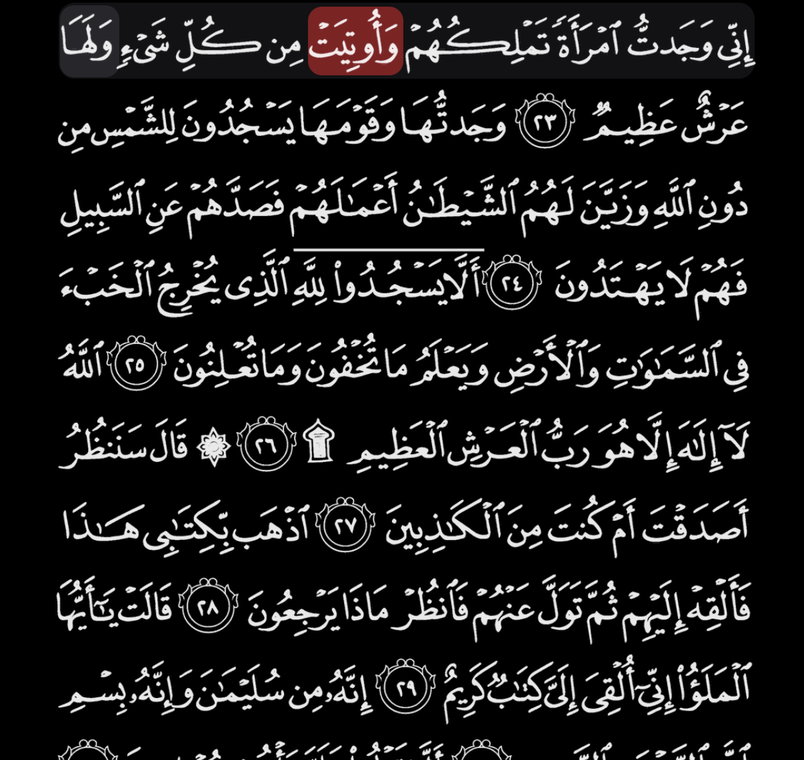 إِنِّي وَجَدتُّ ٱمْرَأَةً تَمْلِكُهُمْ وَأُوتِيَتْ مِن كُلِّ شَىْءٍ وَلَهَا
عَرْشٌ عَظِيمٌ ٢٣ وَجَدتُّهَا وَقَوْمَهَا يَسْجُدُونَ لِلشَّمْسِ مِن
دُونِ ٱللَّهِ وَزَيَّنَ لَهُمُ ٱلشَّيْطَٰنُ أَعْمَٰلَهُمْ فَصَدَّهُمْ عَنِ ٱلسَّبِيلِ
فَهُمْ لَا يَهْتَدُونَ ٢٤ أَلَّا يَسْجُدُوا۟ لِلَّهِ ٱلَّذِى يُخْرِجُ ٱلْخَبْءَ
فِى ٱلسَّمَٰوَٰتِ وَٱلْأَرْضِ وَيَعْلَمُ مَا تُخْفُونَ وَمَا تُعْلِنُونَ ٢٥ ٱللَّهُ
لَآ إِلَٰهَ إِلَّا هُوَ رَبُّ ٱلْعَرْشِ ٱلْعَظِيمِ ۩ ٢٦ ۞ قَالَ سَنَنظُرُ
أَصَدَقْتَ أَمْ كُنتَ مِنَ ٱلْكَٰذِبِينَ ٢٧ ٱذْهَب بِّكِتَٰبِى هَٰذَا
فَأَلْقِهْ إِلَيْهِمْ ثُمَّ تَوَلَّ عَنْهُمْ فَٱنظُرْ مَاذَا يَرْجِعُونَ ٢٨ قَالَتْ يَٰٓأَيُّهَا
ٱلْمَلَؤُا۟ إِنِّىٓ أُلْقِىَ إِلَىَّ كِتَٰبٌ كَرِيمٌ ٢٩ إِنَّهُۥ مِن سُلَيْمَٰنَ وَإِنَّهُۥ بِسْمِ